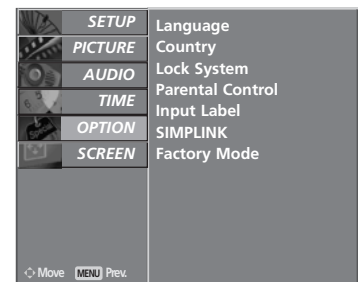 SETUP
PICTURE
AUDIO
TIME
OPTION
SCREEN
Language
Country
Lock System
Parental Control
Input Label
SIMPLINK
Factory Mode
Move MENU Prev.